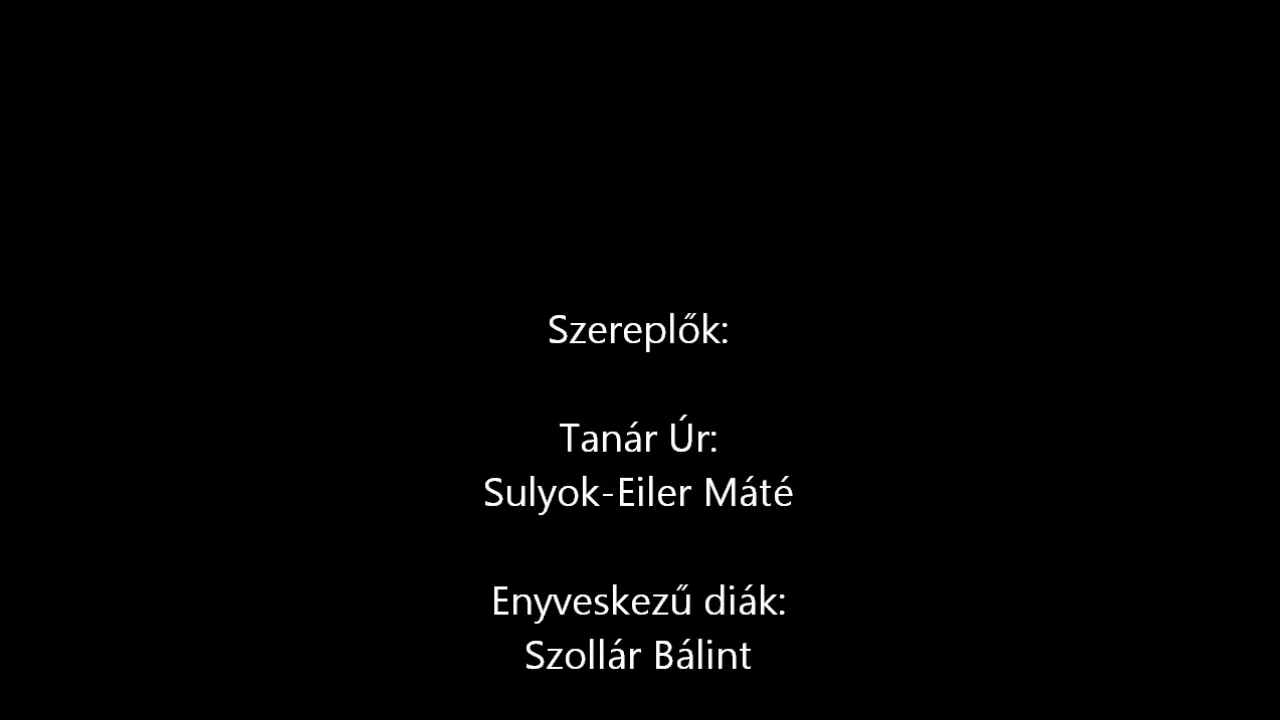 Szereplők:
Tanár Úr:
Sulyok-Eiler Máté
Enyveskezű diák:
Szollár Bálint